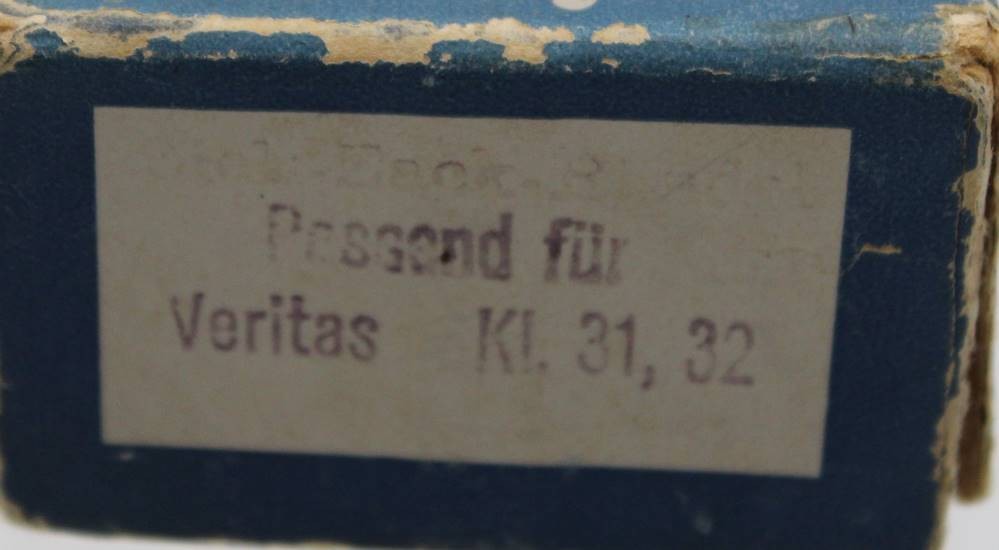 Passend für
Veritas Kl. 31, 32